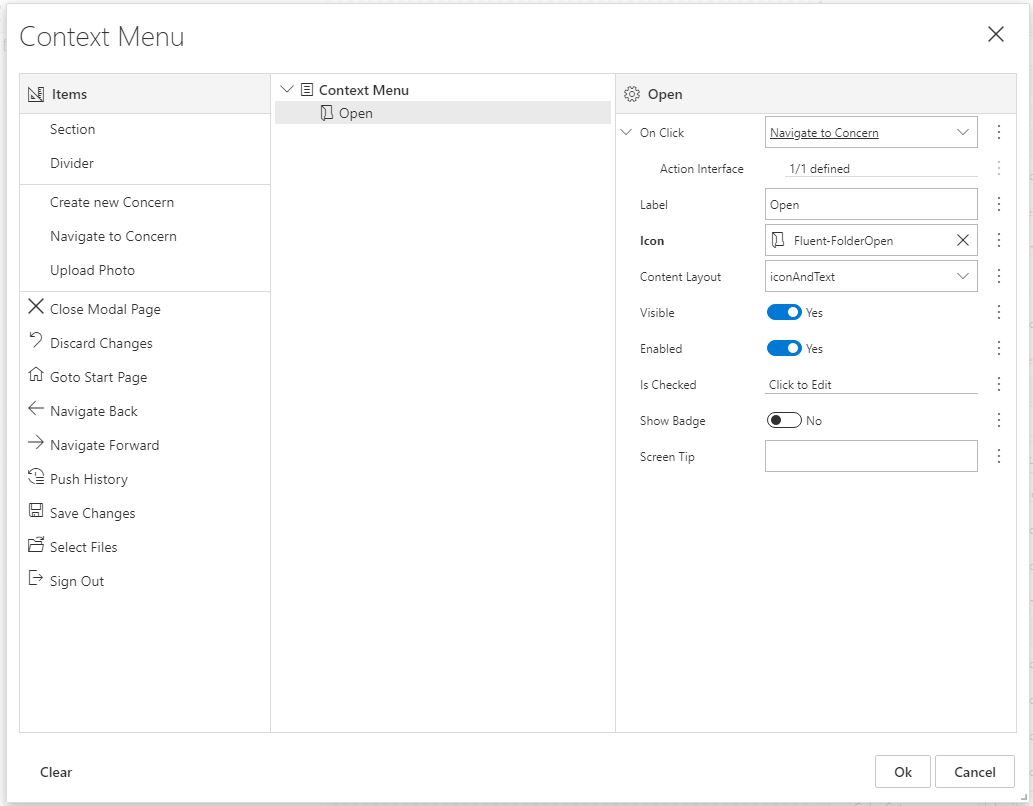 Context Menu
Items
Section
Divider
Create new Concern
Navigate to Concern
Upload Photo
Close Modal Page
Discard Changes
Goto Start Page
Navigate Back
Navigate Forward
Push History
Save Changes
Select Files
Sign Out
Context Menu
Open
Open
On Click Navigate to Concern
Action Interface 1/1 defined
Label Open
Icon Fluent-FolderOpen
Content Layout iconAndText
Visible Yes
Enabled Yes
Is Checked Click to Edit
Show Badge No
Screen Tip
Clear Ok Cancel